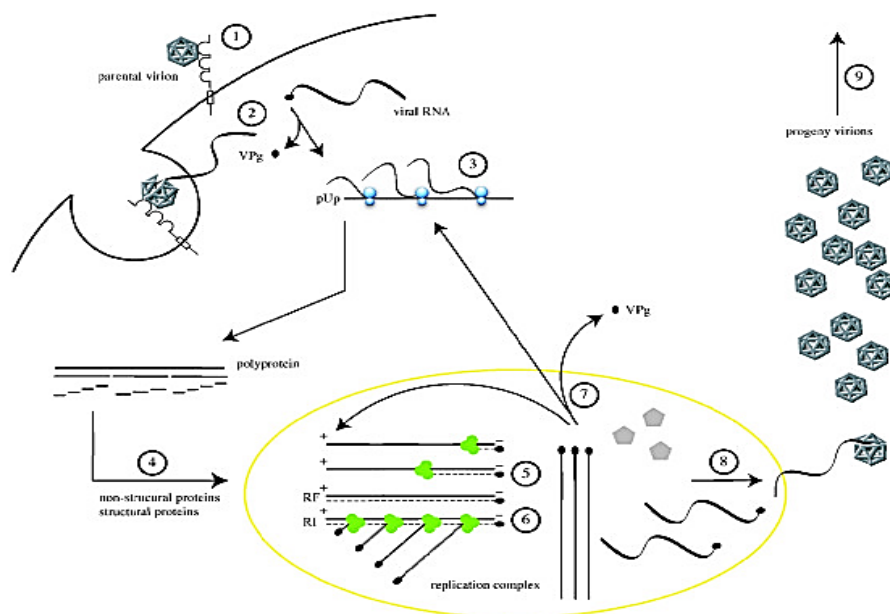 1
parental virion
2
viral RNA
VPg
3
pUp
9
progeny virions
VPg
polyprotein
7
4
non-strucural proteins
structural proteins
+ −
+ −
5
+ −
RF
+ −
RI
6
8
replication complex